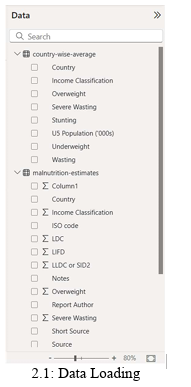 Data
Search
country-wise-average
Country
Income Classification
Overweight
Severe Wasting
Stunting
US Population ('000s)
Underweight
Wasting
malnutrition-estimates
Σ Column1
Country
Σ Income Classification
ISO code
Σ LDC
Σ LIFD
Σ LLDC or SID2
Notes
Σ Overweight
Report Author
Σ Severe Wasting
Short Source
Source
80%
2.1: Data Loading